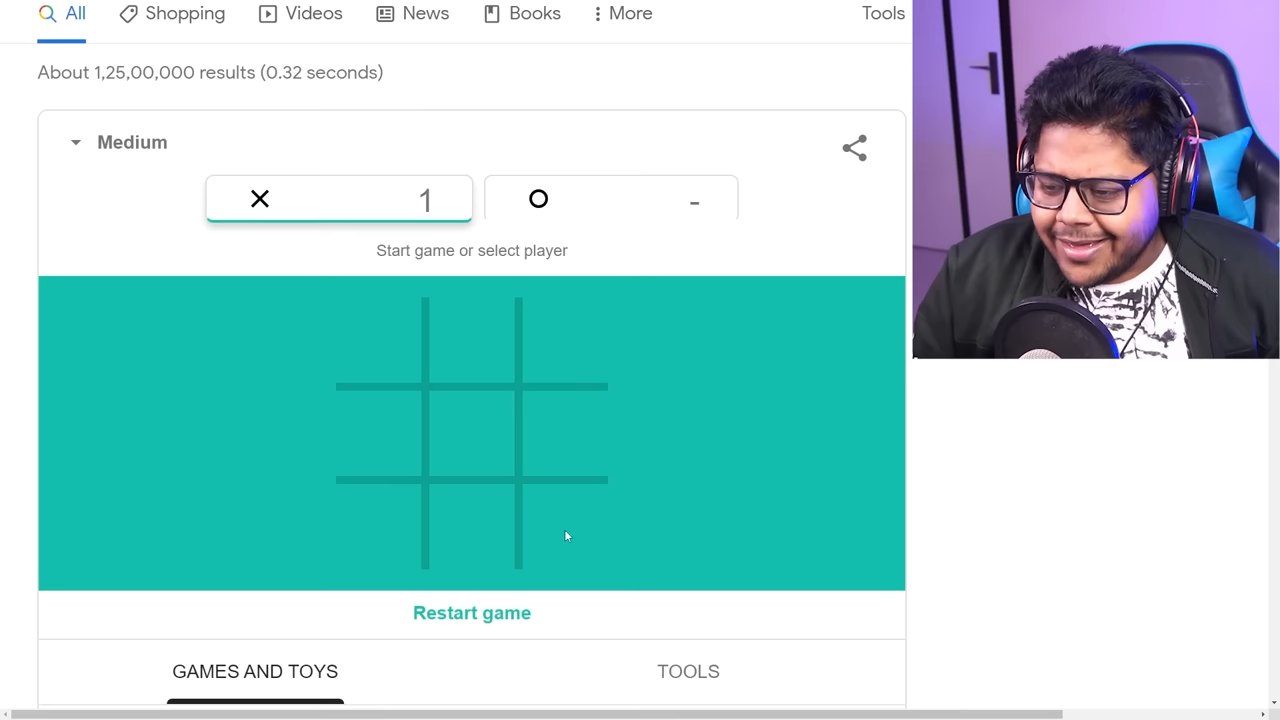 All Shopping Videos News Books More Tools
About 1,25,00,000 results (0.32 seconds)
Medium
1 -
Start game or select player
Restart game
GAMES AND TOYS TOOLS